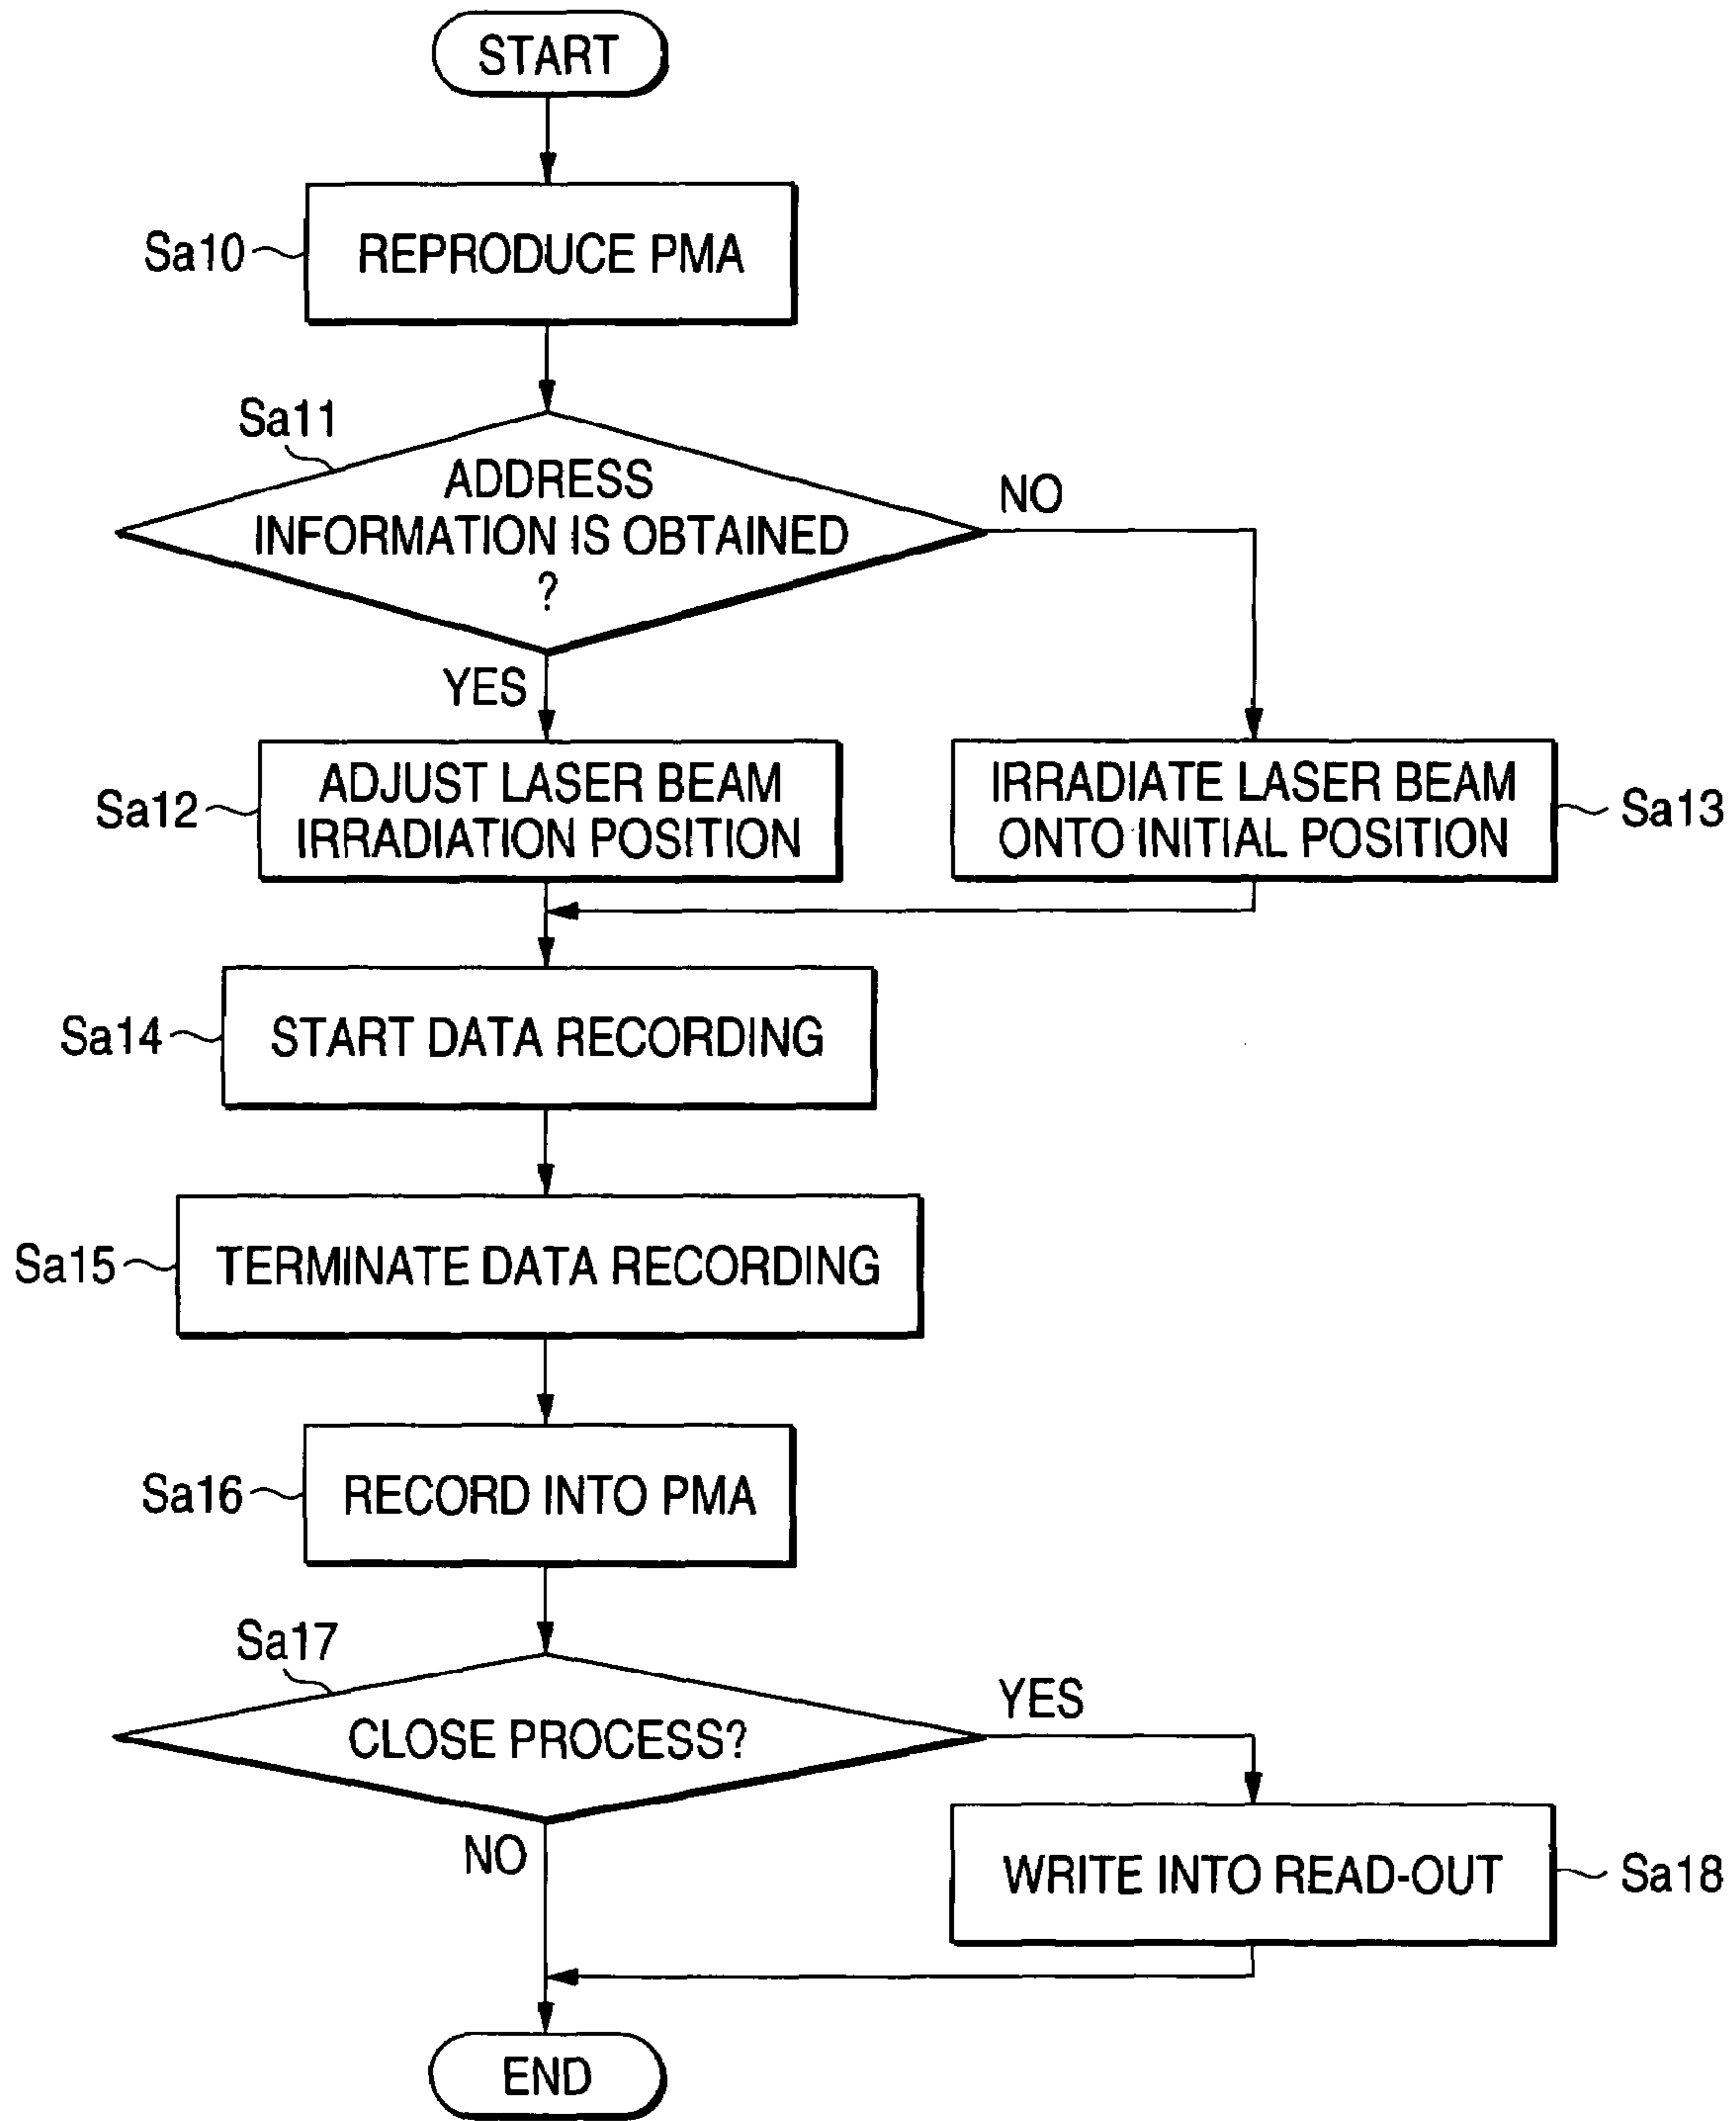 START
Sa10
REPRODUCE PMA
Sa11
ADDRESS
INFORMATION IS OBTAINED
?
NO
YES
Sa12
ADJUST LASER BEAM
IRRADIATION POSITION
IRRADIATE LASER BEAM
ONTO INITIAL POSITION
Sa13
Sa14
START DATA RECORDING
Sa15
TERMINATE DATA RECORDING
Sa16
RECORD INTO PMA
Sa17
CLOSE PROCESS?
YES
NO
WRITE INTO READ-OUT
Sa18
END